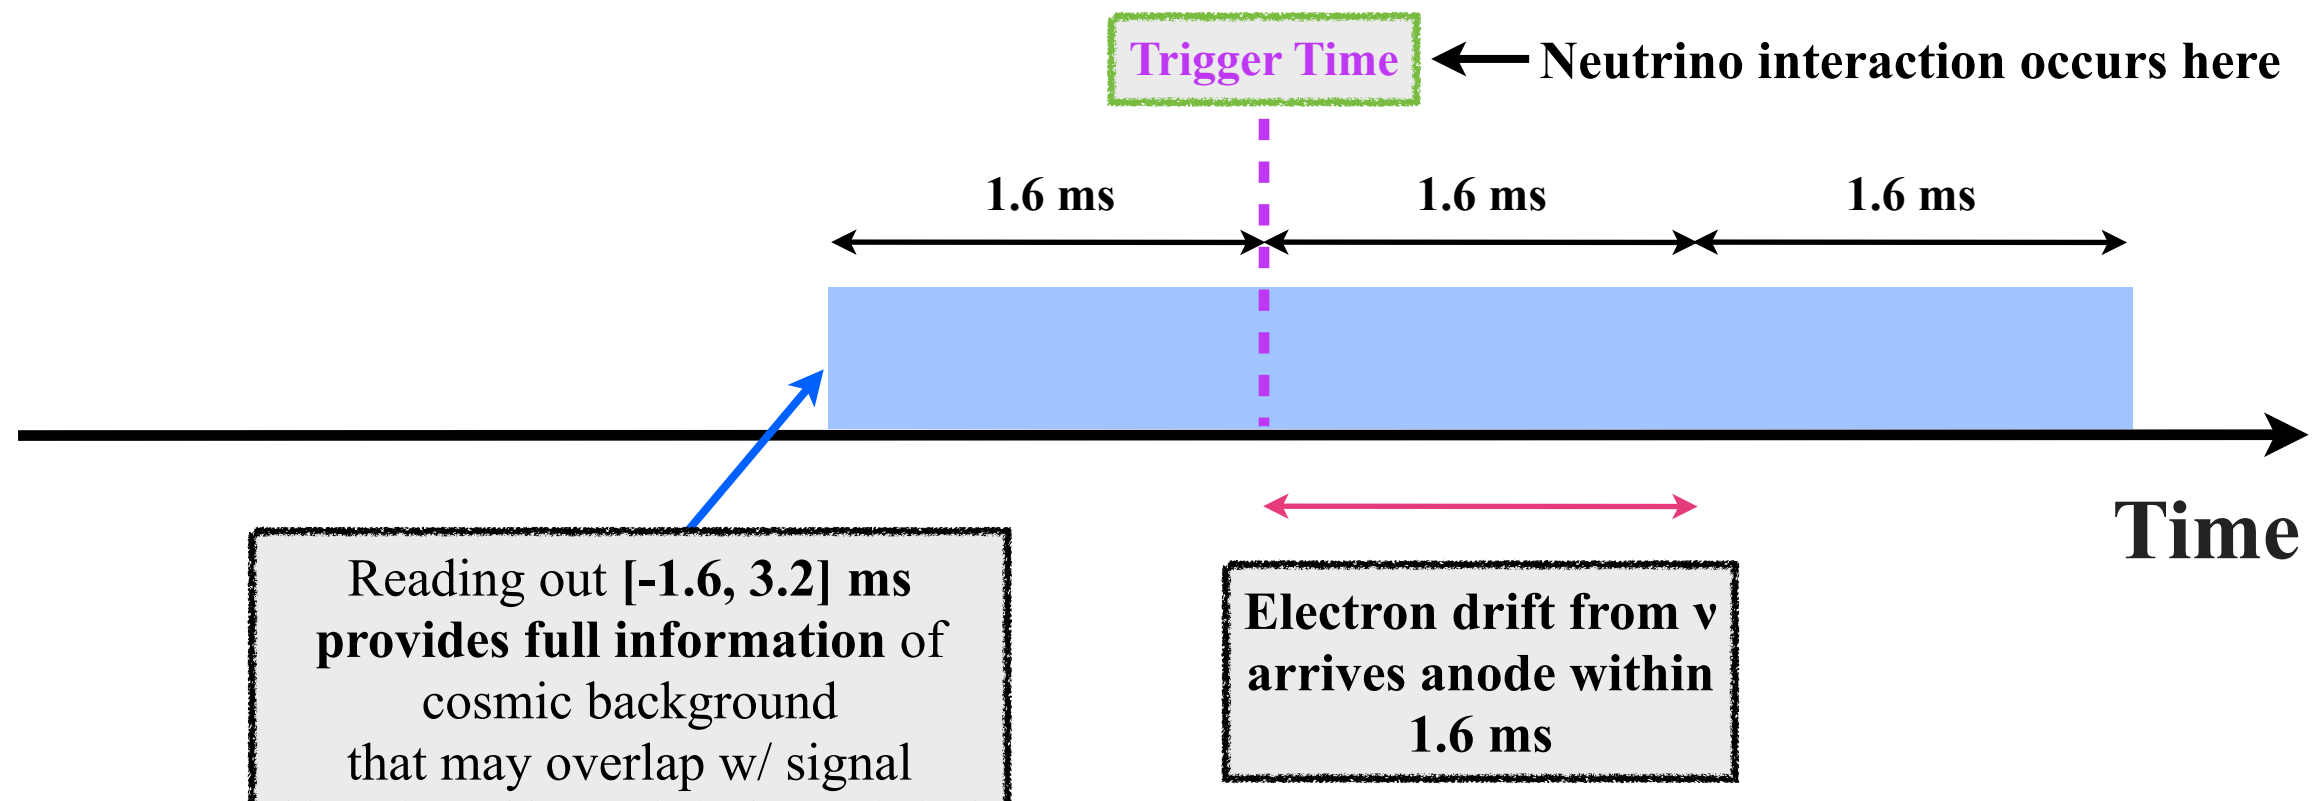 Trigger Time
Neutrino interaction occurs here
1.6 ms
1.6 ms
1.6 ms
Time
Reading out [-1.6, 3.2] ms
provides full information of
cosmic background
that may overlap w/ signal
Electron drift from ν
arrives anode within
1.6 ms